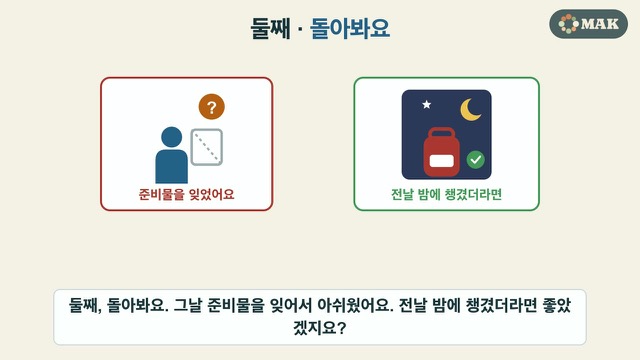 둘째 · 돌아봐요
MAK
?
준비물을 잊었어요
전날 밤에 챙겼더라면
둘째, 돌아봐요. 그날 준비물을 잊어서 아쉬웠어요. 전날 밤에 챙겼더라면 좋았
겠지요?